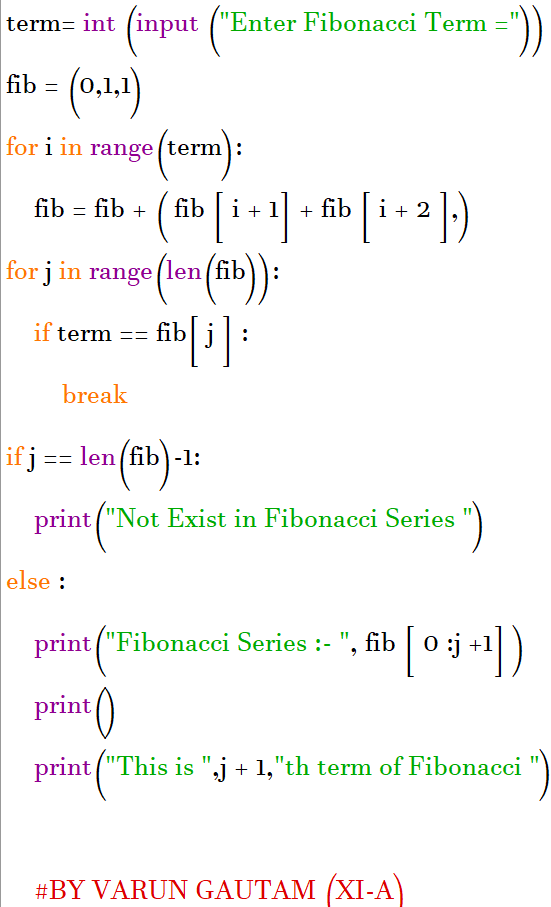 term= int (input ("Enter Fibonacci Term ="))
fib = (0,1,1)
for i in range(term):
fib = fib + ( fib [ i + 1] + fib [ i + 2 ],)
for j in range(len(fib)):
if term == fib[ j ] :
break
if j == len(fib)-1:
print("Not Exist in Fibonacci Series ")
else :
print("Fibonacci Series :- ", fib [ 0 :j +1] )
print()
print("This is ",j + 1,"th term of Fibonacci ")
#BY VARUN GAUTAM (XI-A)